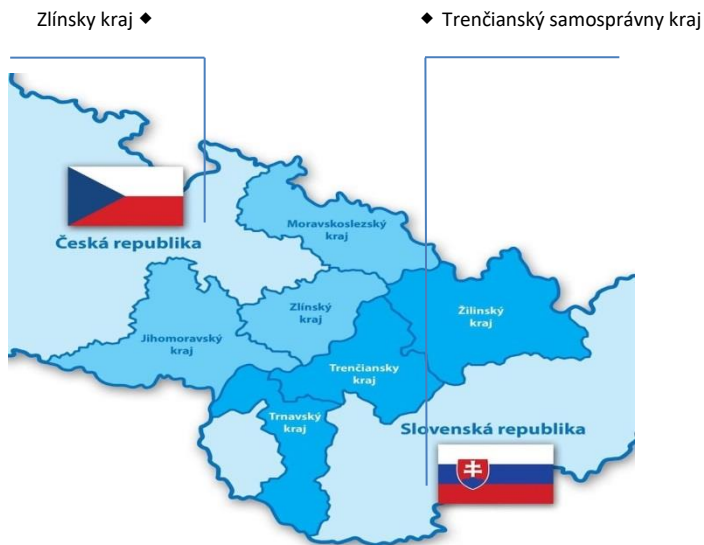 Zlínsky kraj ◆
◆ Trenčianský samosprávny kraj
Moravskoslezský
kraj
Česká republika
Zlínský
kraj
Žilinský
kraj
Jihomoravský
kraj
Trenčiansky
kraj
Trnavský
kraj
Slovenská republika